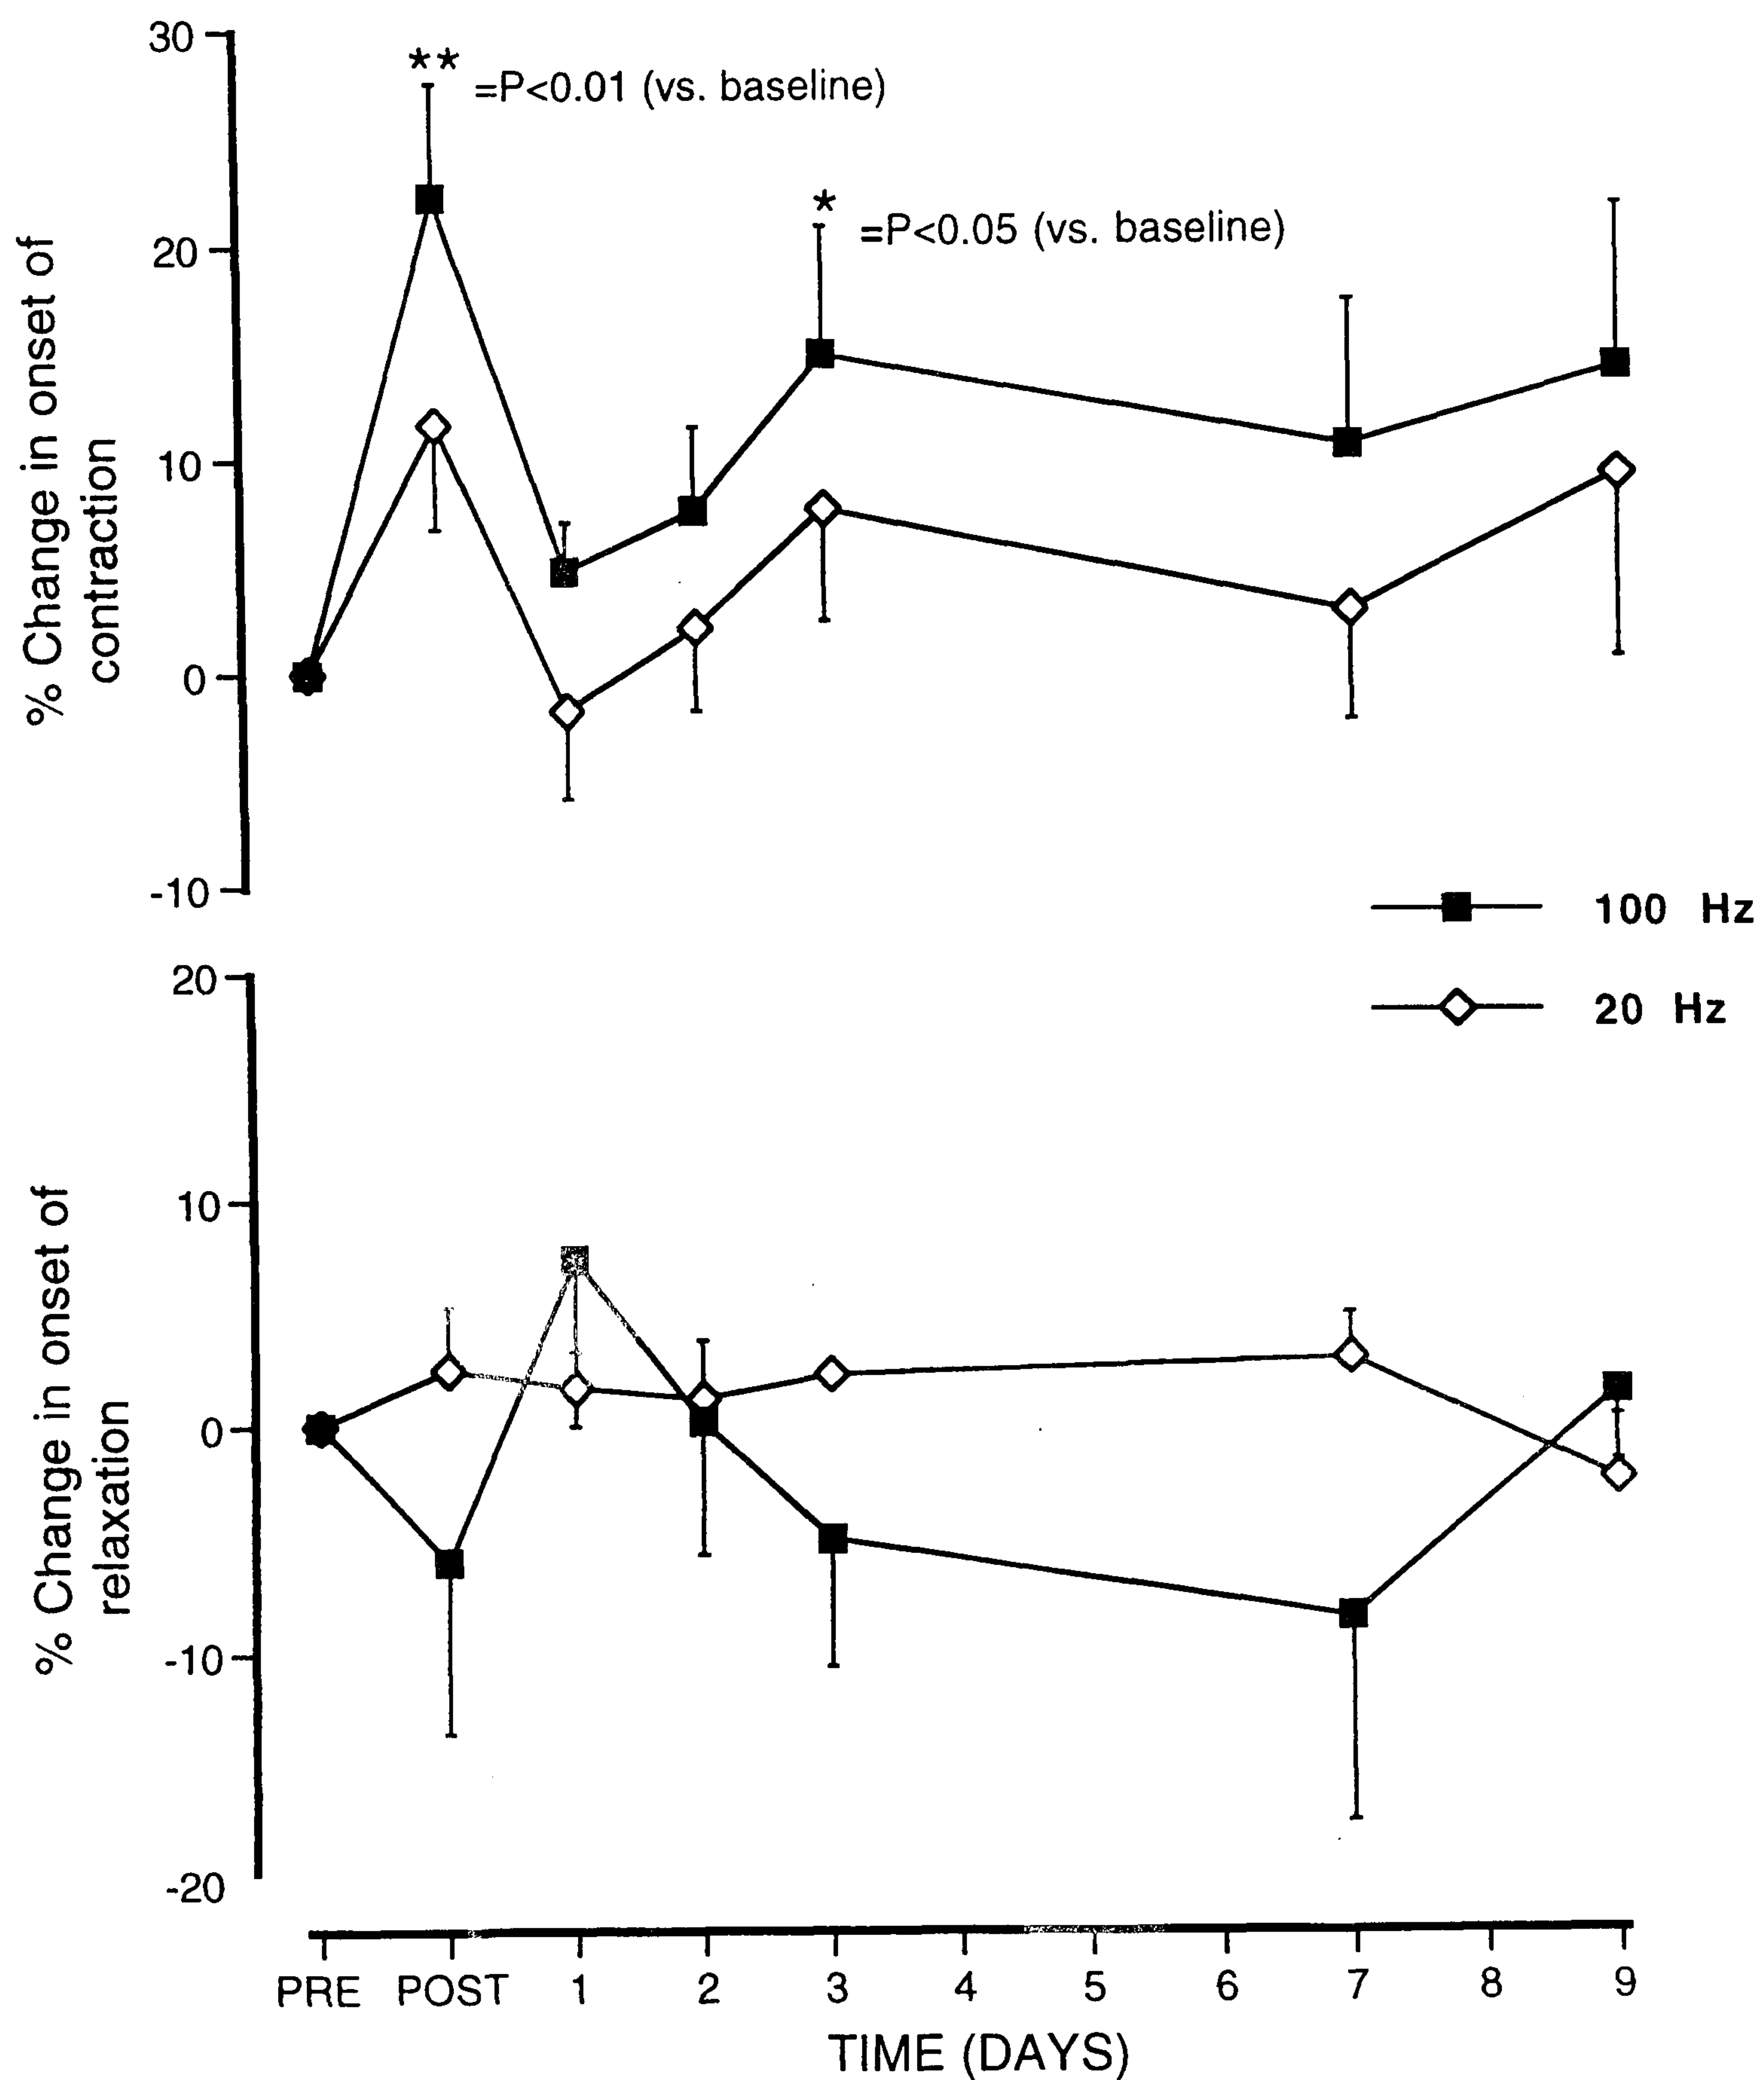 30
**
=P<0.01 (vs. baseline)
*
=P<0.05 (vs. baseline)
20
10
0
-10
% Change in onset of
contraction
100 Hz
20 Hz
20
10
0
-10
-20
% Change in onset of
relaxation
PRE POST 1 2 3 4 5 6 7 8 9
TIME (DAYS)